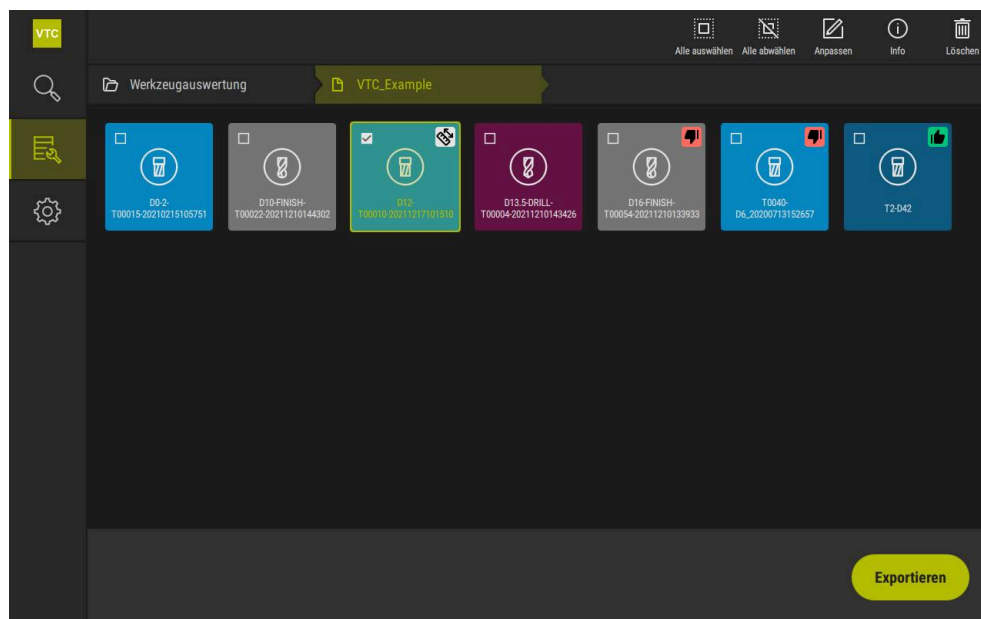 VTC
Alle auswählen
Alle abwählen
Anpassen
Info
Löschen
Werkzeugauswertung
VTC_Example
D0-2-
T00015-20210215105751
D10-FINISH-
T00022-20211210144302
D12-
T00010-20211217101510
D13.5-DRILL-
T00004-20211210143426
D16-FINISH-
T00054-20211210133933
T0040-
D6_20200713152657
T2-D42
Exportieren